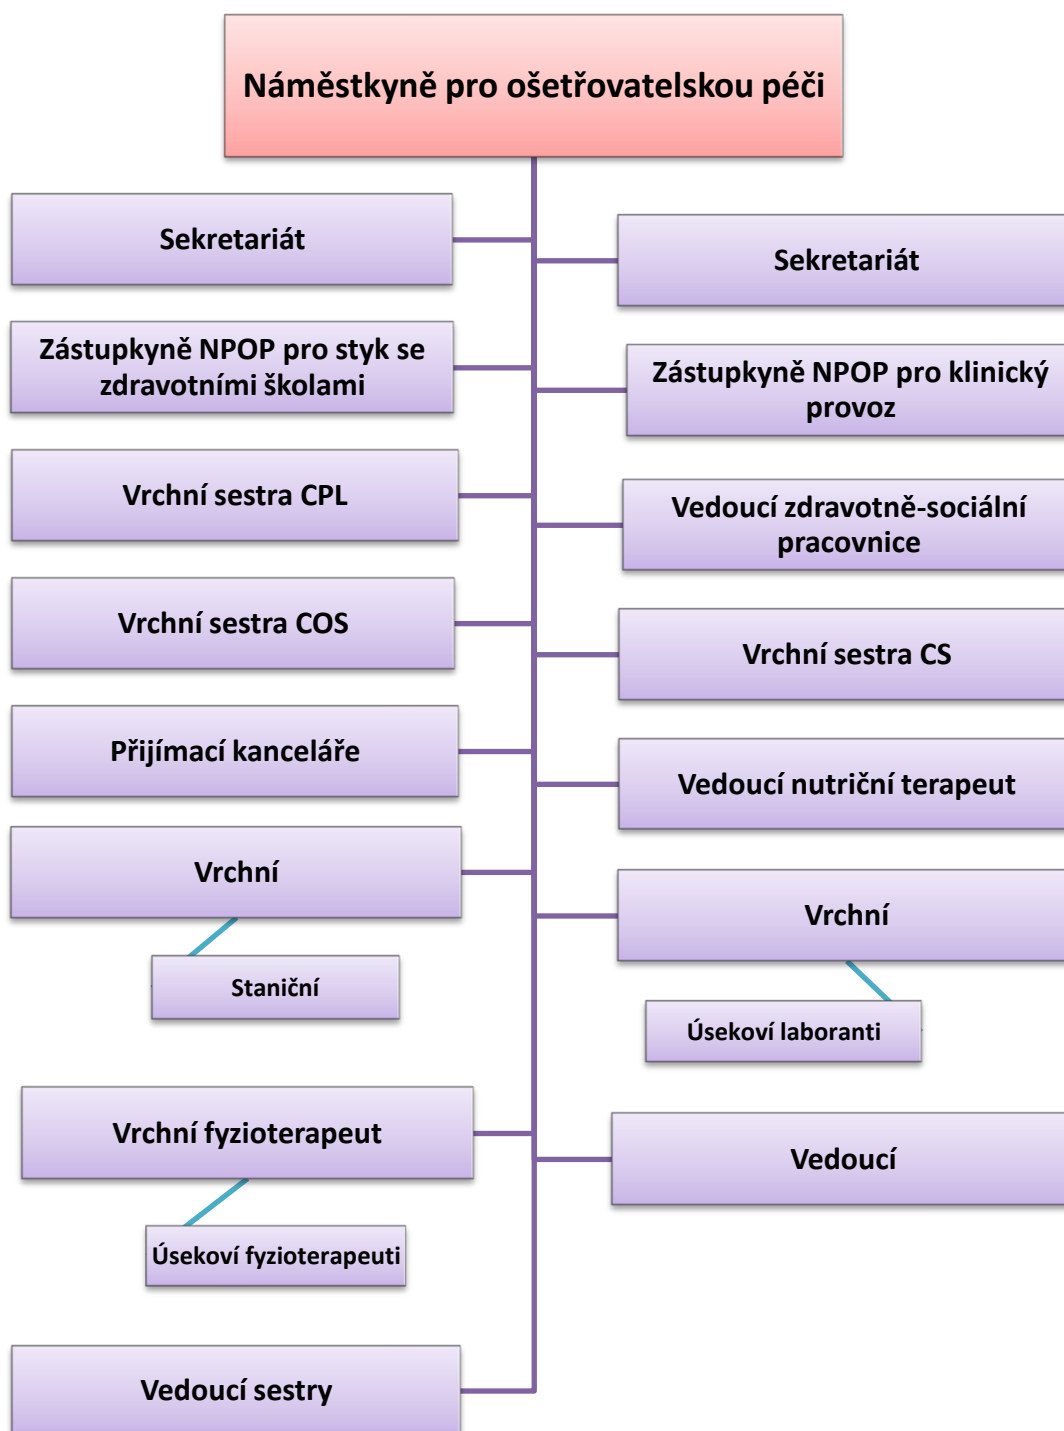 Náměstkyně pro ošetřovatelskou péči
Sekretariát
Sekretariát
Zástupkyně NPOP pro styk se
zdravotními školami
Zástupkyně NPOP pro klinický
provoz
Vrchní sestra CPL
Vedoucí zdravotně-sociální
pracovnice
Vrchní sestra COS
Vrchní sestra CS
Přijímací kanceláře
Vedoucí nutriční terapeut
Vrchní
Vrchní
Staniční
Úsekoví laboranti
Vrchní fyzioterapeut
Vedoucí
Úsekoví fyzioterapeuti
Vedoucí sestry